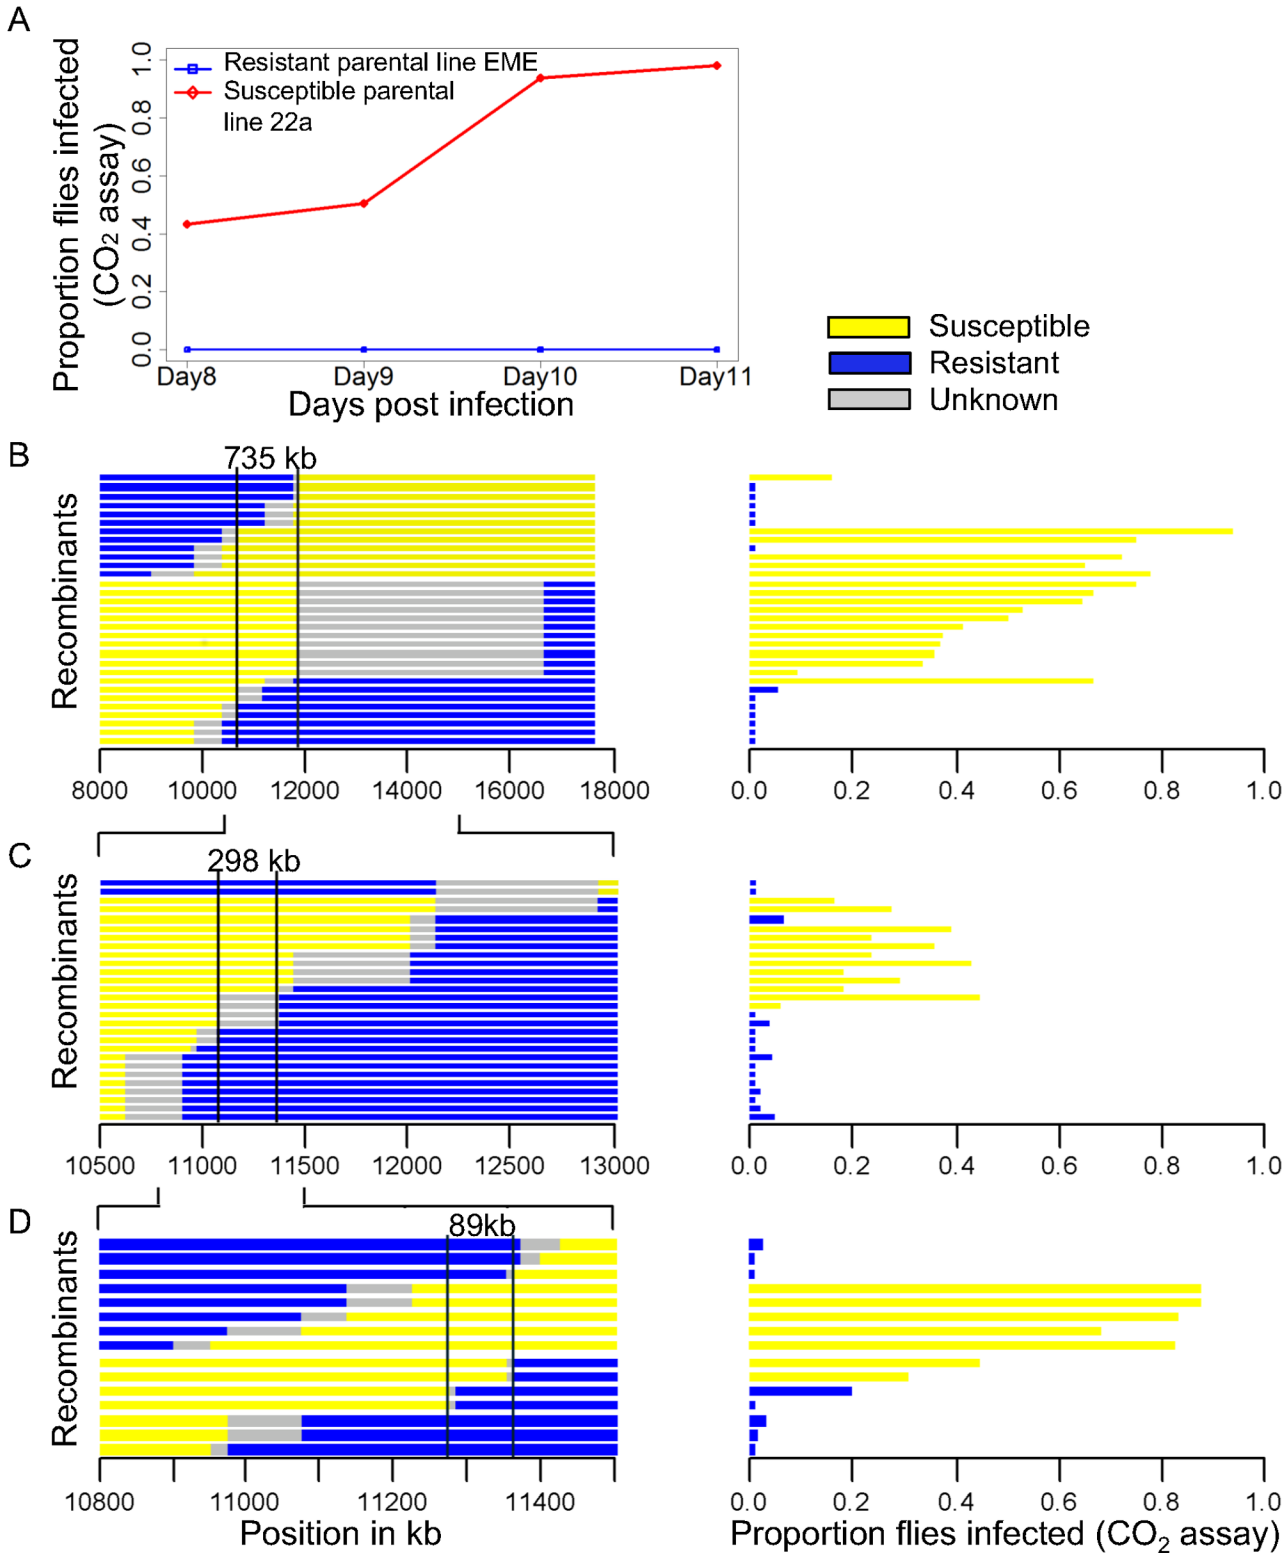 A
Proportion flies infected
(CO2 assay)
0.0 0.2 0.4 0.6 0.8 1.0
Resistant parental line EME
Susceptible parental
line 22a
Day8 Day9 Day10 Day11
Days post infection
Susceptible
Resistant
Unknown
B
735 kb
Recombinants
8000 10000 12000 14000 16000 18000
0.0 0.2 0.4 0.6 0.8 1.0
C
298 kb
Recombinants
10500 11000 11500 12000 12500 13000
0.0 0.2 0.4 0.6 0.8 1.0
D
89kb
Recombinants
10800 11000 11200 11400
0.0 0.2 0.4 0.6 0.8 1.0
Position in kb
Proportion flies infected (CO2 assay)